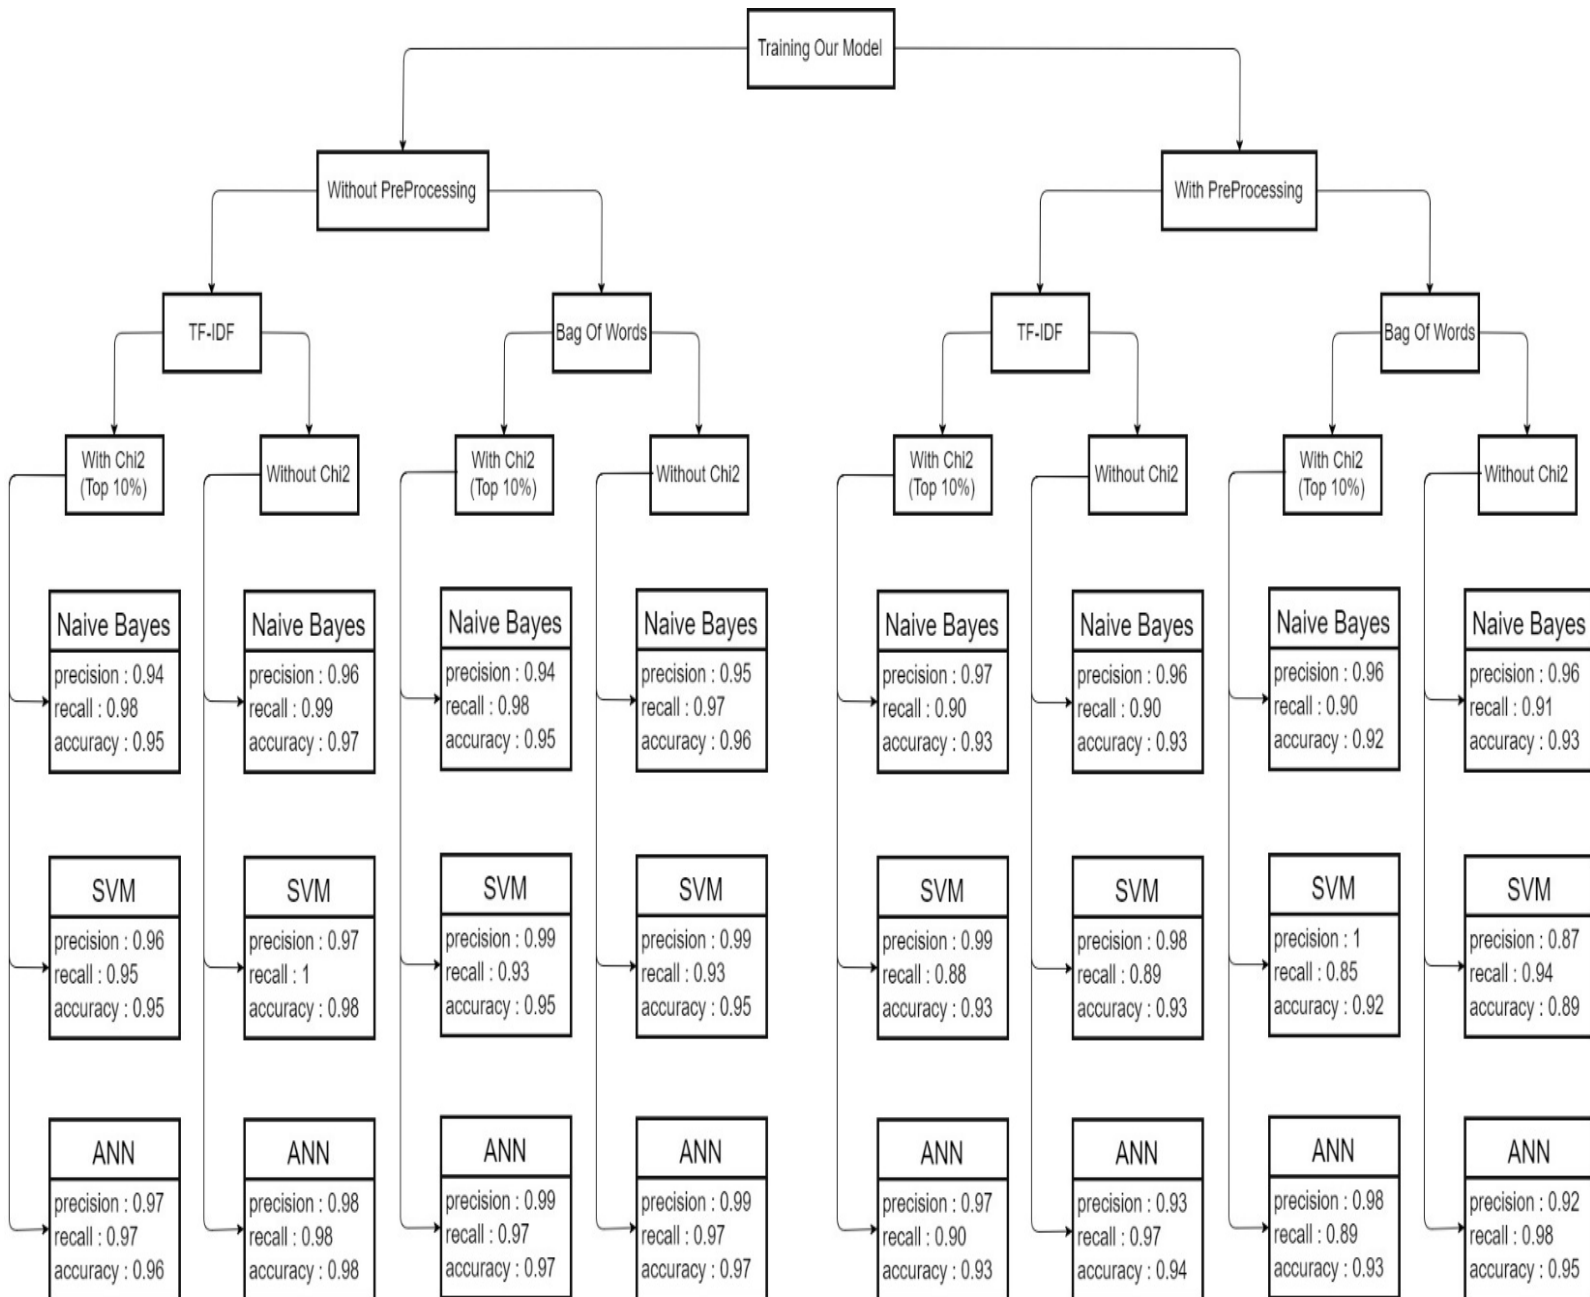 Training Our Model
Without PreProcessing
With PreProcessing
TF-IDF
Bag Of Words
TF-IDF
Bag Of Words
With Chi2
(Top 10%)
Without Chi2
With Chi2
(Top 10%)
Without Chi2
With Chi2
(Top 10%)
Without Chi2
With Chi2
(Top 10%)
Without Chi2
Naive Bayes
precision : 0.94
recall : 0.98
accuracy : 0.95
Naive Bayes
precision : 0.96
recall : 0.99
accuracy : 0.97
Naive Bayes
precision : 0.94
recall : 0.98
accuracy : 0.95
Naive Bayes
precision : 0.95
recall : 0.97
accuracy : 0.96
Naive Bayes
precision : 0.97
recall : 0.90
accuracy : 0.93
Naive Bayes
precision : 0.96
recall : 0.90
accuracy : 0.93
Naive Bayes
precision : 0.96
recall : 0.90
accuracy : 0.92
Naive Bayes
precision : 0.96
recall : 0.91
accuracy : 0.93
SVM
precision : 0.96
recall : 0.95
accuracy : 0.95
SVM
precision : 0.97
recall : 1
accuracy : 0.98
SVM
precision : 0.99
recall : 0.93
accuracy : 0.95
SVM
precision : 0.99
recall : 0.93
accuracy : 0.95
SVM
precision : 0.99
recall : 0.88
accuracy : 0.93
SVM
precision : 0.98
recall : 0.89
accuracy : 0.93
SVM
precision : 1
recall : 0.85
accuracy : 0.92
SVM
precision : 0.87
recall : 0.94
accuracy : 0.89
ANN
precision : 0.97
recall : 0.97
accuracy : 0.96
ANN
precision : 0.98
recall : 0.98
accuracy : 0.98
ANN
precision : 0.99
recall : 0.97
accuracy : 0.97
ANN
precision : 0.99
recall : 0.97
accuracy : 0.97
ANN
precision : 0.97
recall : 0.90
accuracy : 0.93
ANN
precision : 0.93
recall : 0.97
accuracy : 0.94
ANN
precision : 0.98
recall : 0.89
accuracy : 0.93
ANN
precision : 0.92
recall : 0.98
accuracy : 0.95